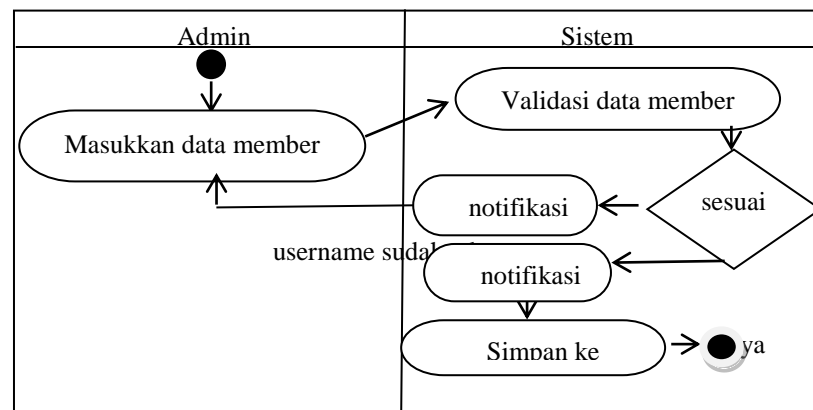 Admin
Sistem
Validasi data member
Masukkan data member
sesuai
notifikasi
username
notifikasi
Simpan ke
ya